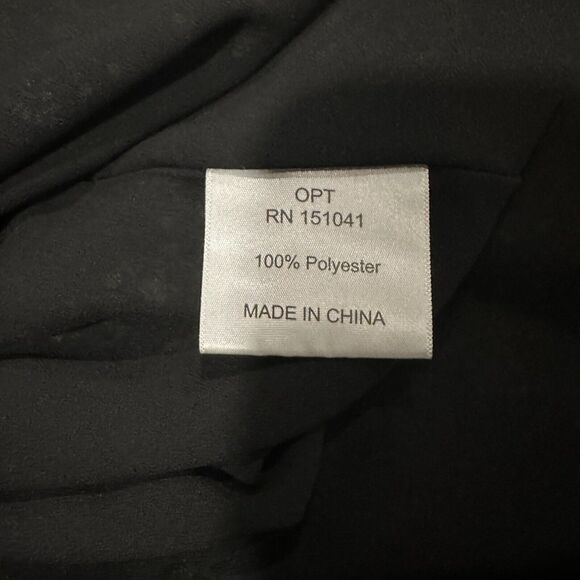 OPT
RN 151041
100% Polyester
MADE IN CHINA